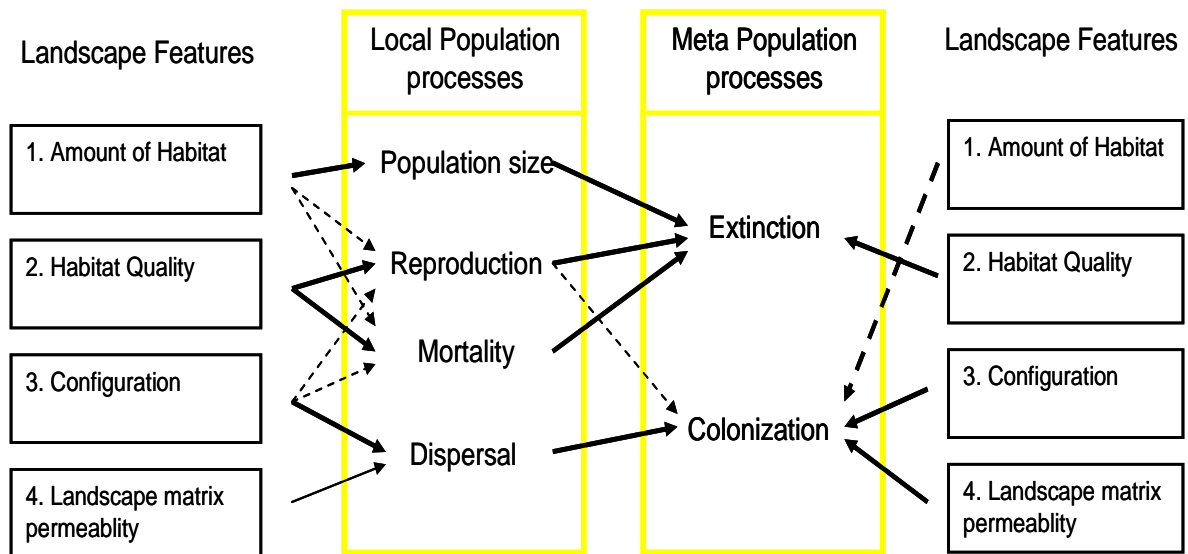 Landscape Features
1. Amount of Habitat
2. Habitat Quality
3. Configuration
4. Landscape matrix
permeablity
Local Population
processes
Population size
Reproduction
Mortality
Dispersal
Meta Population
processes
Extinction
Colonization
Landscape Features
1. Amount of Habitat
2. Habitat Quality
3. Configuration
4. Landscape matrix
permeablity